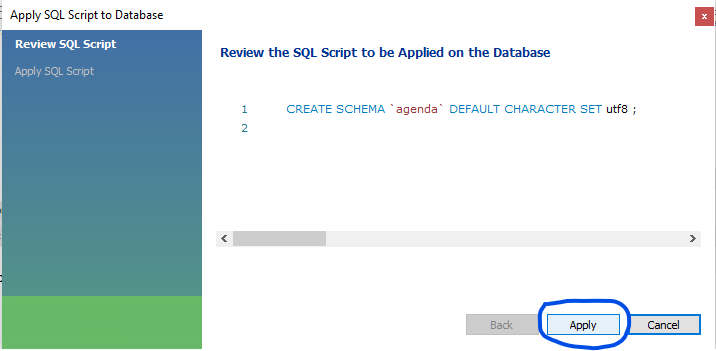 Apply SQL Script to Database
x
Review SQL Script
Apply SQL Script
Review the SQL Script to be Applied on the Database
1 CREATE SCHEMA `agenda` DEFAULT CHARACTER SET utf8 ;
2
Back Apply Cancel